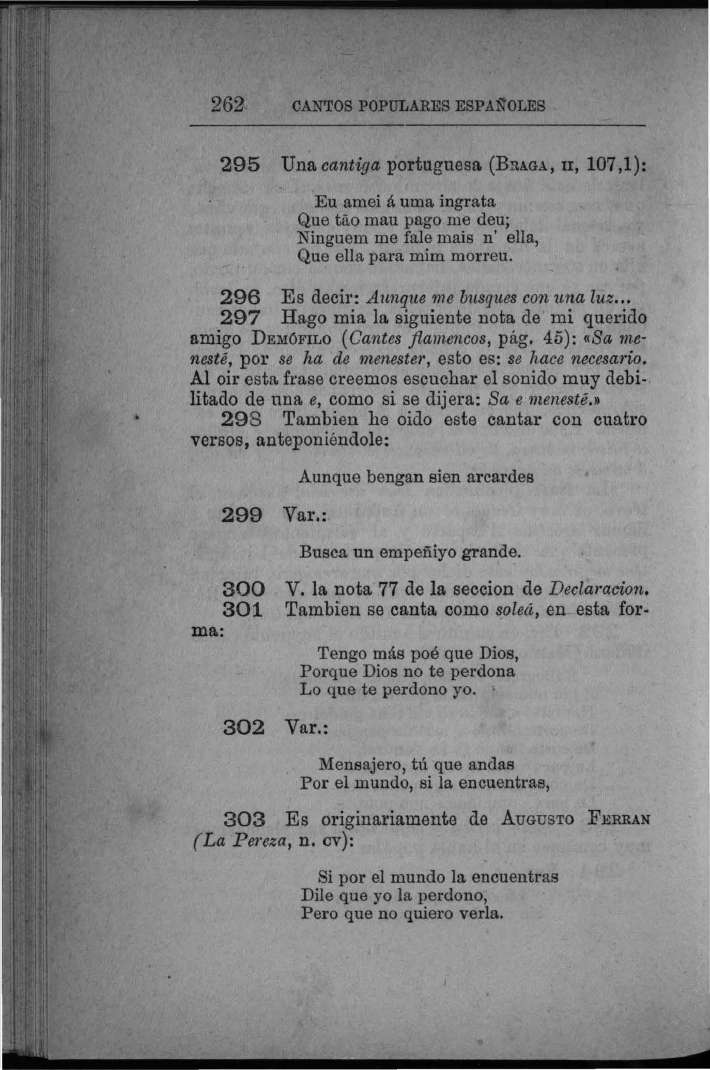 262 CANTOS POPULARES ESPAÑOLES
295 Una cantiga portuguesa (BRAGA, II, 107,1):
Eu amei á uma ingrata
Que tão mau pago me deu;
Ninguem me fale mais n' ella,
Que ella para mim morreu.
296 Es decir: Aunque me busques con una luz...
297 Hago mia la siguiente nota de mi querido
amigo DEMÓFILO (Cantes flamencos, pág. 45): «Sa me-
nesté, por se ha de menester, esto es: se hace necesario.
Al oir esta frase creemos escuchar el sonido muy debi-
litado de una e, como si se dijera: Sa e menesté.»
298 Tambien he oido este cantar con cuatro
versos, anteponiéndole:
Aunque bengan sien arcardes
299 Var.:
Busca un empeñiyo grande.
300 V. la nota 77 de la seccion de Declaracion.
301 Tambien se canta como soleá, en esta for-
ma:
Tengo más poé que Dios,
Porque Dios no te perdona
Lo que te perdono yo.
302 Var.:
Mensajero, tú que andas
Por el mundo, si la encuentras,
303 Es originariamente de AUGUSTO FERRAN
(La Pereza, n. CV):
Si por el mundo la encuentras
Dile que yo la perdono,
Pero que no quiero verla.